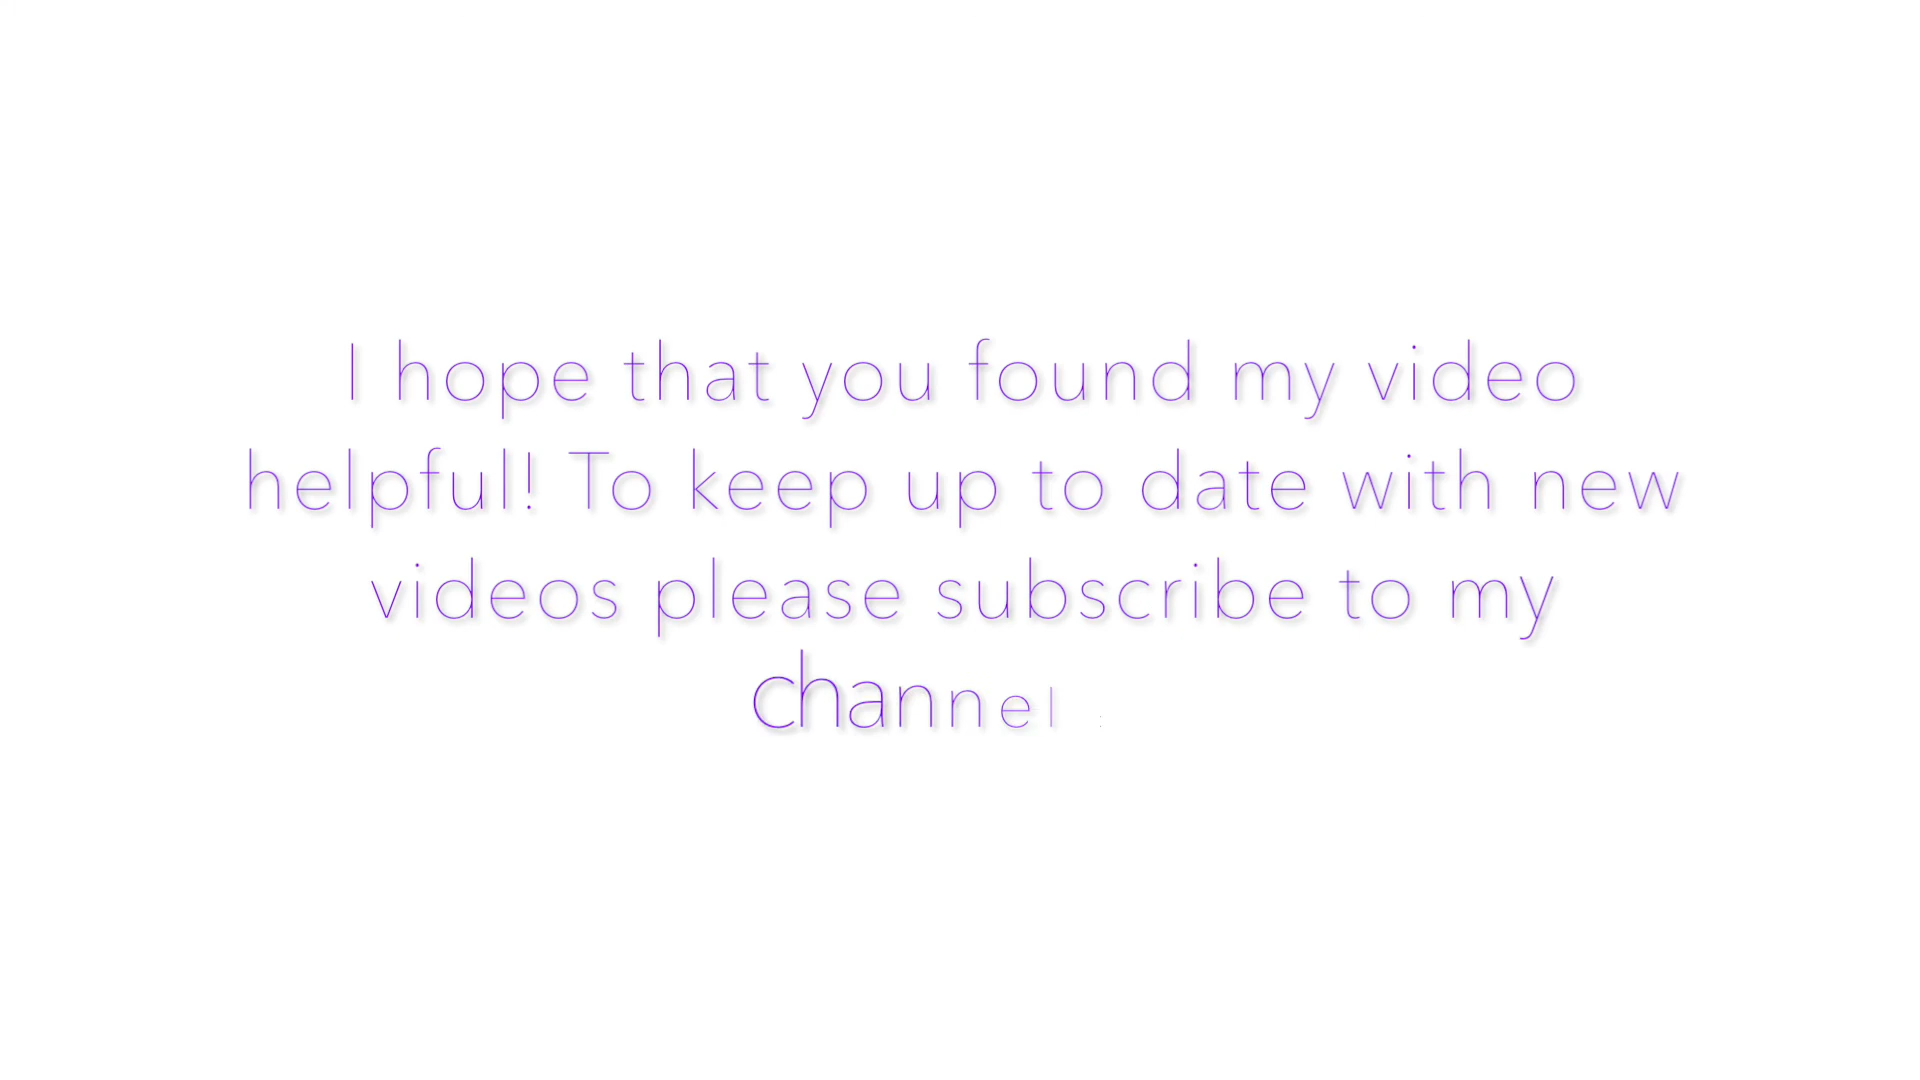 I hope that you found my video
helpful! To keep up to date with new
videos please subscribe to my
channel